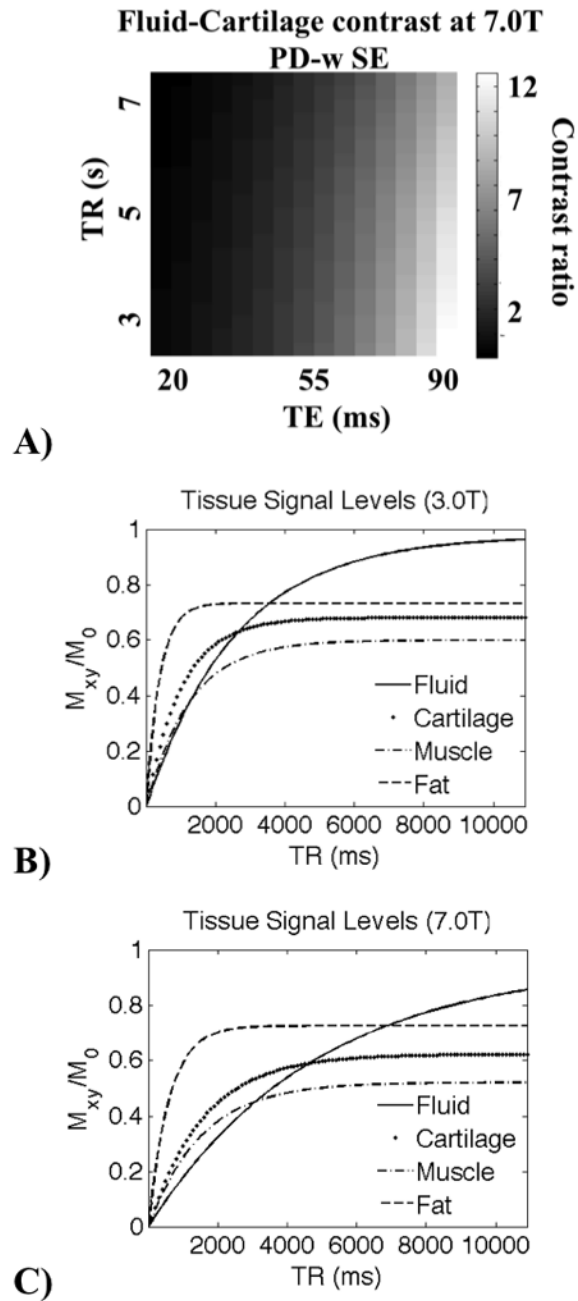 Fluid-Cartilage contrast at 7.0T
PD-w SE
TR (s)
7
5
3
20 55 90
TE (ms)
12
7
2
Contrast ratio
A)
Tissue Signal Levels (3.0T)
M_xy/M_0
1
0.8
0.6
0.4
0.2
0
Fluid
Cartilage
Muscle
Fat
2000 4000 6000 8000 10000
TR (ms)
B)
Tissue Signal Levels (7.0T)
M_xy/M_0
1
0.8
0.6
0.4
0.2
0
Fluid
Cartilage
Muscle
Fat
2000 4000 6000 8000 10000
TR (ms)
C)